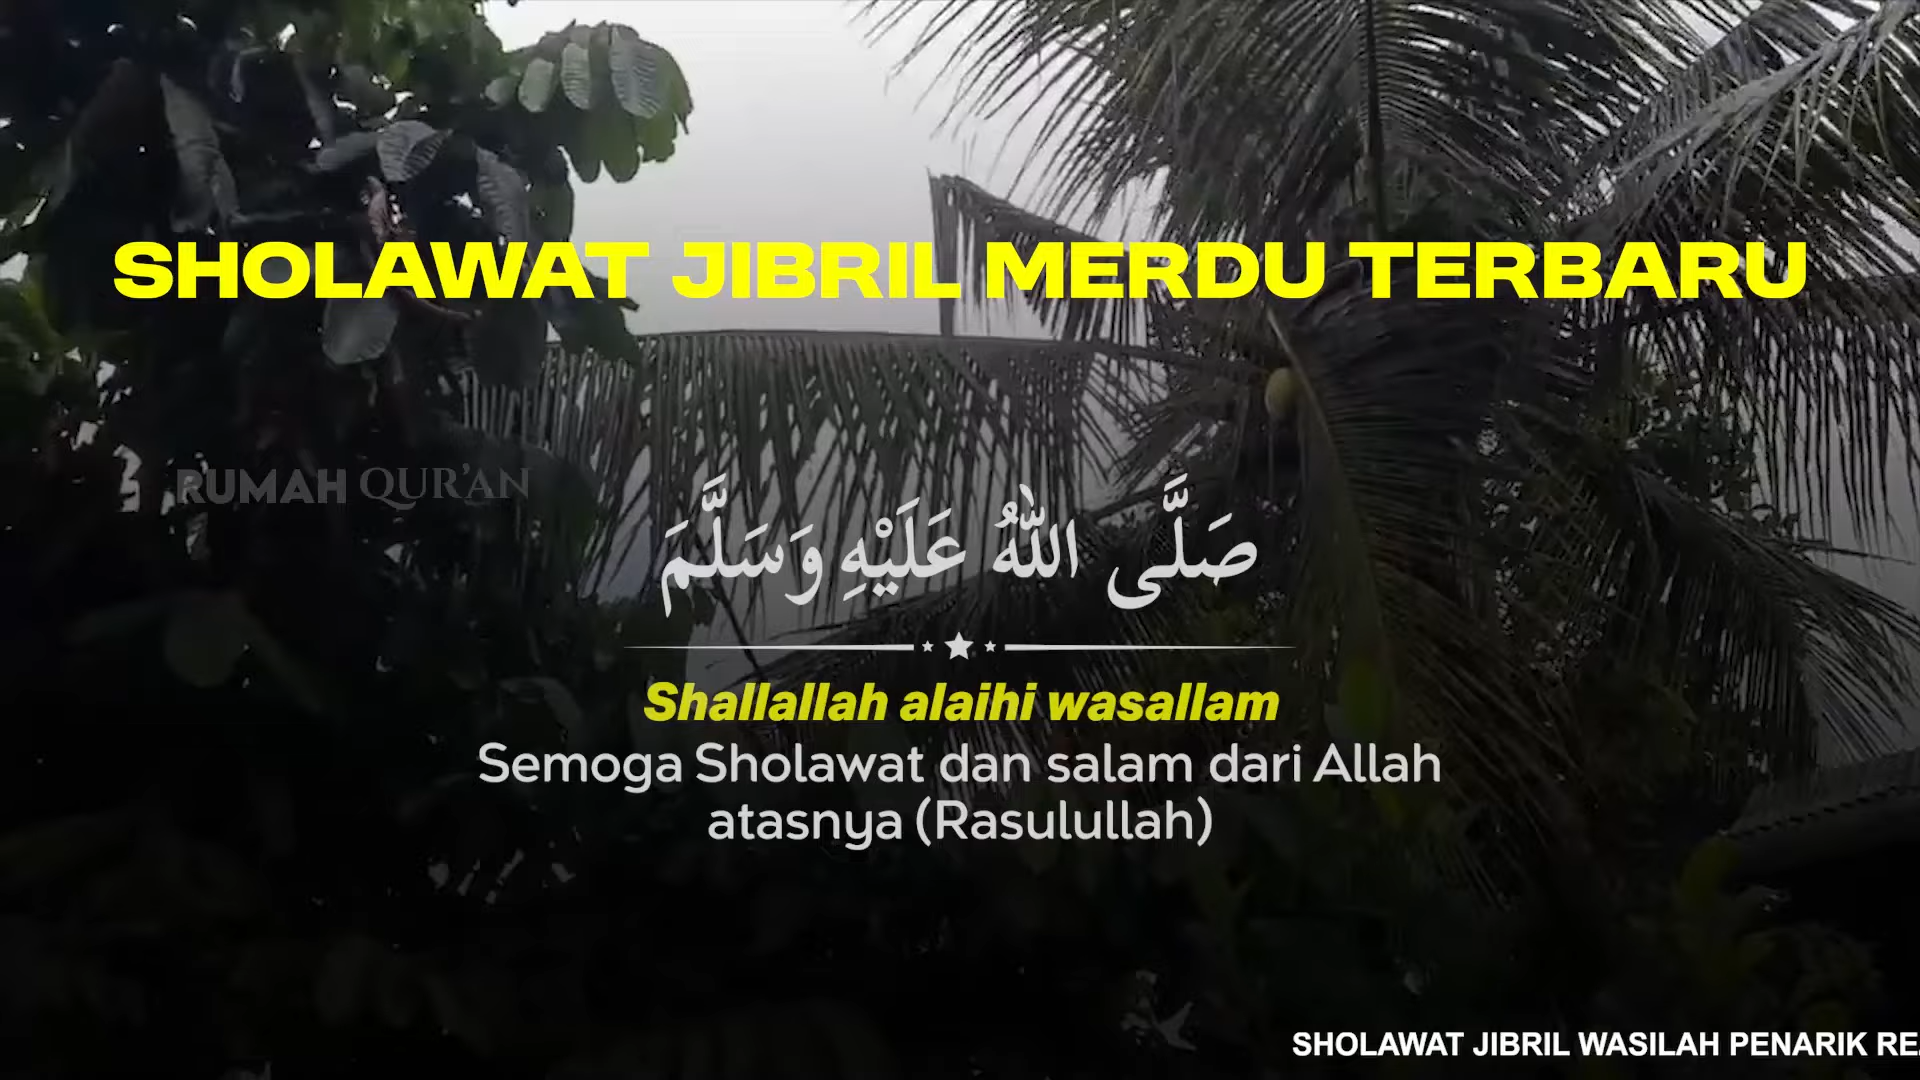 SHOLAWAT JIBRIL MERDU TERBARU
RUMAH QUR'AN
صَلَّى اللهُ عَلَيْهِ وَسَلَّمَ
Shallallah alaihi wasallam
Semoga Sholawat dan salam dari Allah
atasnya (Rasulullah)
SHOLAWAT JIBRIL WASILAH PENARIK